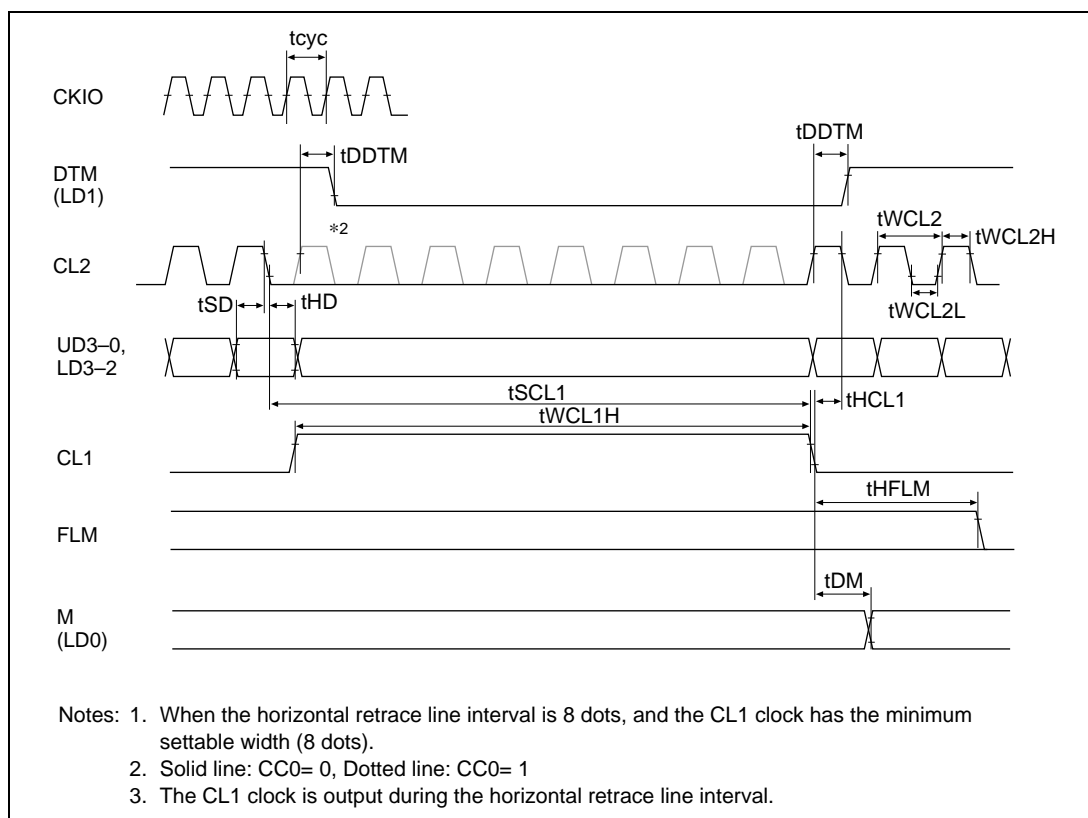 tcyc
CKIO
tDDTM
tDDTM
DTM
(LD1)
*2
tWCL2
tWCL2H
CL2
tSD
tHD
tWCL2L
UD3–0,
LD3–2
tSCL1
tHCL1
tWCL1H
CL1
tHFLM
FLM
tDM
M
(LD0)
Notes: 1. When the horizontal retrace line interval is 8 dots, and the CL1 clock has the minimum
settable width (8 dots).
2. Solid line: CC0= 0, Dotted line: CC0= 1
3. The CL1 clock is output during the horizontal retrace line interval.